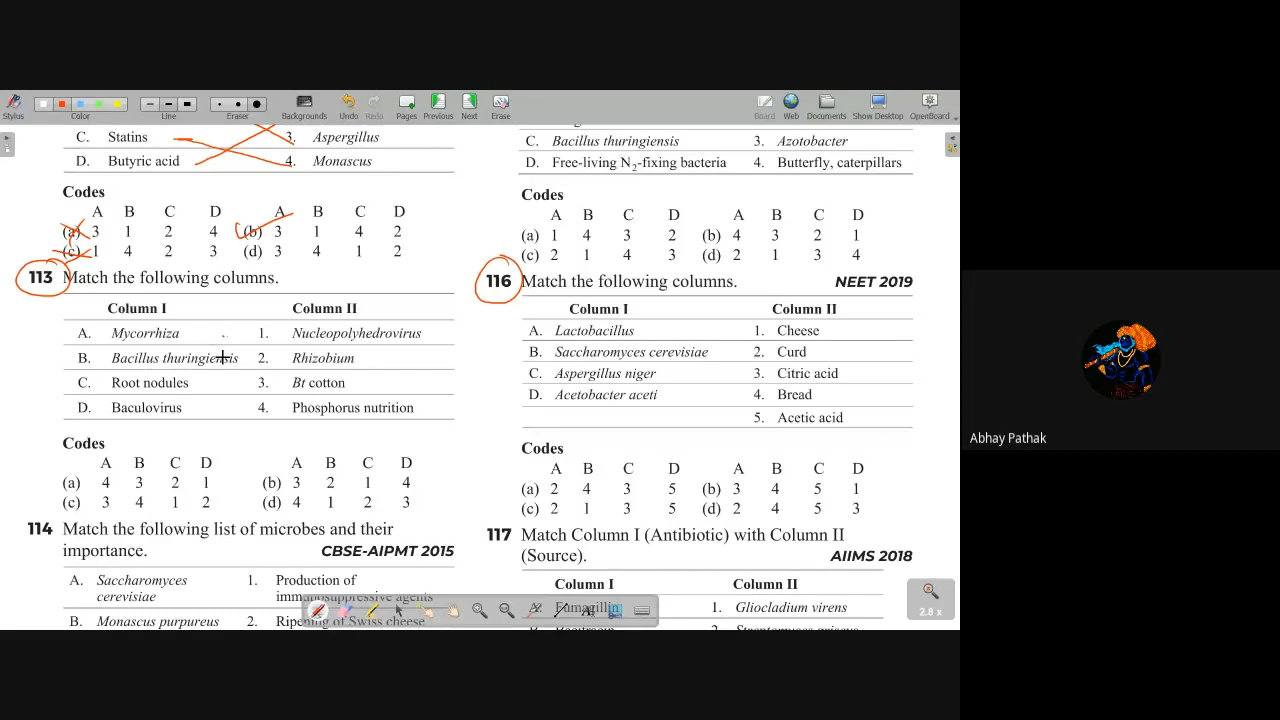 Stylus
Color
Line
Eraser
Backgrounds
Undo
Redo
Pages
Previous
Next
Erase
Board
Web
Documents
Show Desktop
OpenBoard
C. Statins 3. Aspergillus
D. Butyric acid 4. Monascus
Codes
A B C D A B C D
(a) 3 1 2 4 (b) 3 1 4 2
(c) 1 4 2 3 (d) 3 4 1 2
113 Match the following columns.
Column I Column II
A. Mycorrhiza 1. Nucleopolyhedrovirus
B. Bacillus thuringiensis 2. Rhizobium
C. Root nodules 3. Bt cotton
D. Baculovirus 4. Phosphorus nutrition
Codes
A B C D A B C D
(a) 4 3 2 1 (b) 3 2 1 4
(c) 3 4 1 2 (d) 4 1 2 3
114 Match the following list of microbes and their
importance. CBSE-AIPMT 2015
A. Saccharomyces 1. Production of
cerevisiae immunosuppressive agents
B. Monascus purpureus 2. Ripening of Swiss cheese
C. Bacillus thuringiensis 3. Azotobacter
D. Free-living N2-fixing bacteria 4. Butterfly, caterpillars
Codes
A B C D A B C D
(a) 1 4 3 2 (b) 4 3 2 1
(c) 2 1 4 3 (d) 2 1 3 4
116 Match the following columns. NEET 2019
Column I Column II
A. Lactobacillus 1. Cheese
B. Saccharomyces cerevisiae 2. Curd
C. Aspergillus niger 3. Citric acid
D. Acetobacter aceti 4. Bread
5. Acetic acid
Codes
A B C D A B C D
(a) 2 4 3 5 (b) 3 4 5 1
(c) 2 1 3 5 (d) 2 4 5 3
117 Match Column I (Antibiotic) with Column II
(Source). AIIMS 2018
Column I Column II
Fumagillin 1. Gliocladium virens
2.8 x
Abhay Pathak